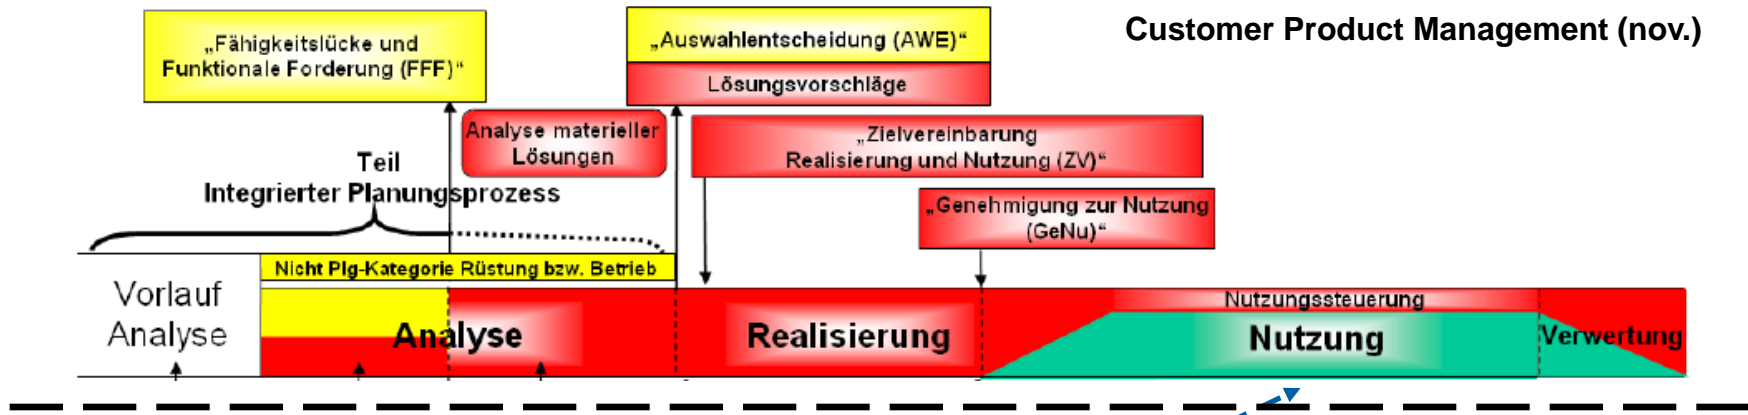 Customer Product Management (nov.)
„Fähigkeitslücke und
Funktionale Forderung (FFF)“
„Auswahlentscheidung (AWE)“
Lösungsvorschläge
Analyse materieller
Lösungen
„Zielvereinbarung
Realisierung und Nutzung (ZV)“
Teil
Integrierter Planungsprozess
„Genehmigung zur Nutzung
(GeNu)“
Nicht Plg-Kategorie Rüstung bzw. Betrieb
Vorlauf
Analyse
Analyse
Realisierung
Nutzungssteuerung
Nutzung
Verwertung